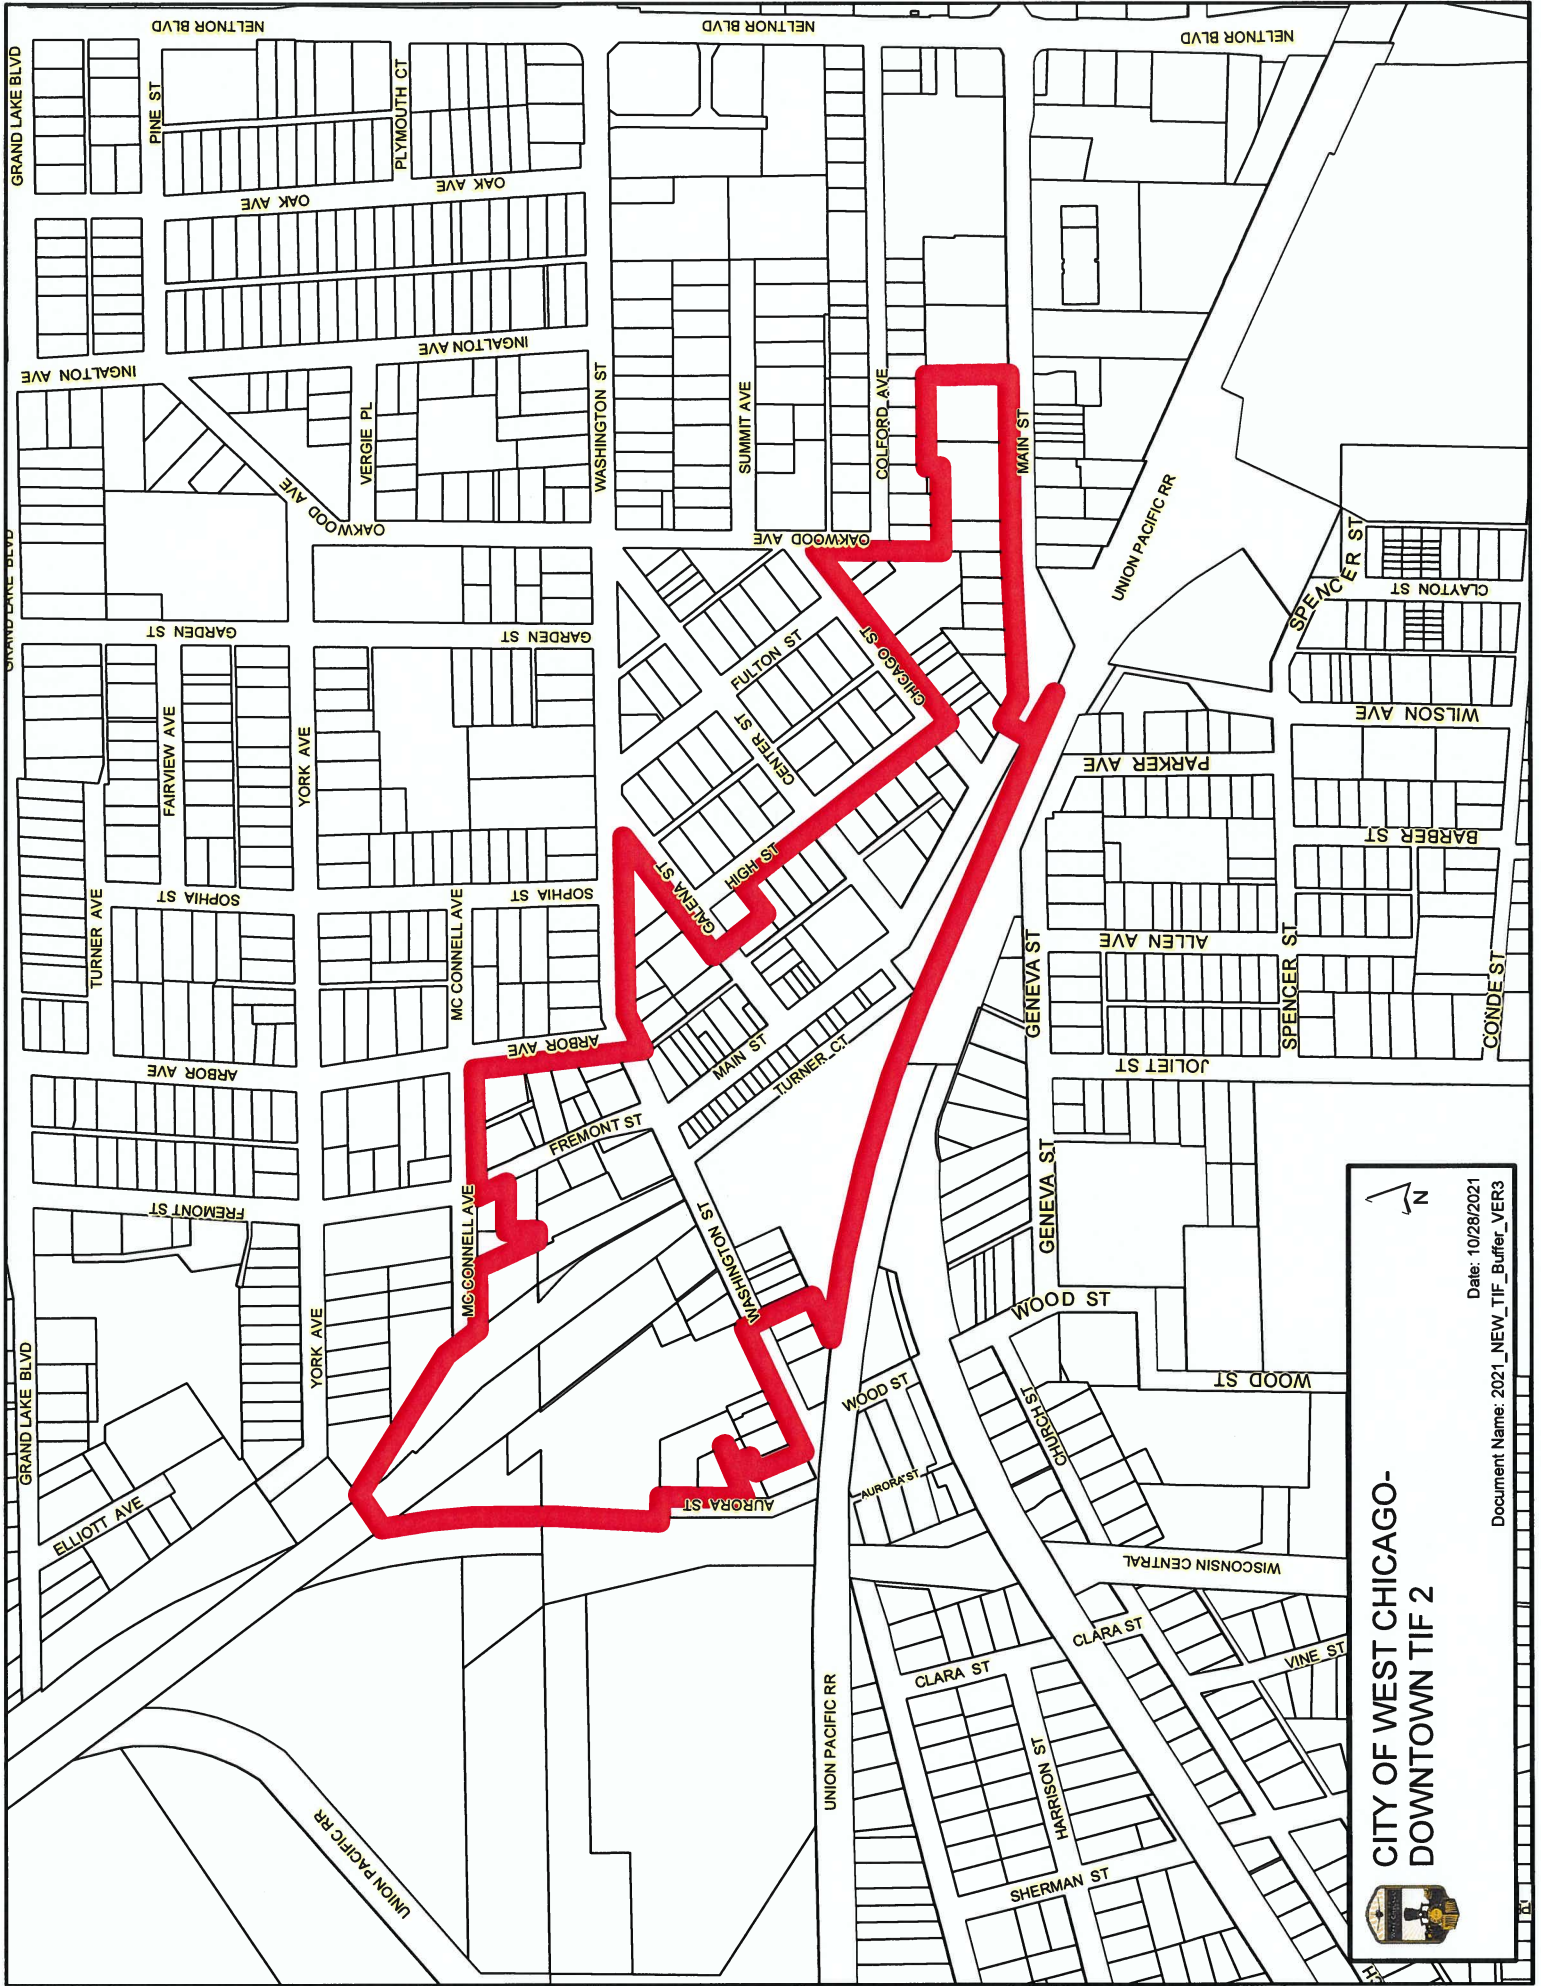 GRAND LAKE BLVD
NELTNOR BLVD
NELTNOR BLVD
NELTNOR BLVD
PINE ST
PLYMOUTH CT
OAK AVE
OAK AVE
INGALTON AVE
INGALTON AVE
VERGIE PL
WASHINGTON ST
SUMMIT AVE
COLFORD AVE
MAIN ST
OAKWOOD AVE
OAKWOOD AVE
UNION PACIFIC RR
SPENCER ST
CLAYTON ST
GRAND LAKE BLVD
GARDEN ST
GARDEN ST
FULTON ST
CHICAGO ST
CENTER ST
WILSON AVE
PARKER AVE
BARBER ST
FAIRVIEW AVE
YORK AVE
HIGH ST
GALENA ST
SOPHIA ST
SOPHIA ST
TURNER AVE
MC CONNELL AVE
ALLEN AVE
GENEVA ST
SPENCER ST
CONDE ST
ARBOR AVE
ARBOR AVE
MAIN ST
TURNER CT
JOLIET ST
FREMONT ST
FREMONT ST
MC CONNELL AVE
WASHINGTON ST
GENEVA ST
WOOD ST
WOOD ST
WOOD ST
GRAND LAKE BLVD
YORK AVE
CHURCH ST
AURORA ST
AURORA ST
ELLIOTT AVE
WISCONSIN CENTRAL
CLARA ST
CLARA ST
VINE ST
UNION PACIFIC RR
HARRISON ST
SHERMAN ST
UNION PACIFIC RR
N
CITY OF WEST CHICAGO-
DOWNTOWN TIF 2
Date: 10/28/2021
Document Name: 2021_NEW_TIF_Buffer_VER3